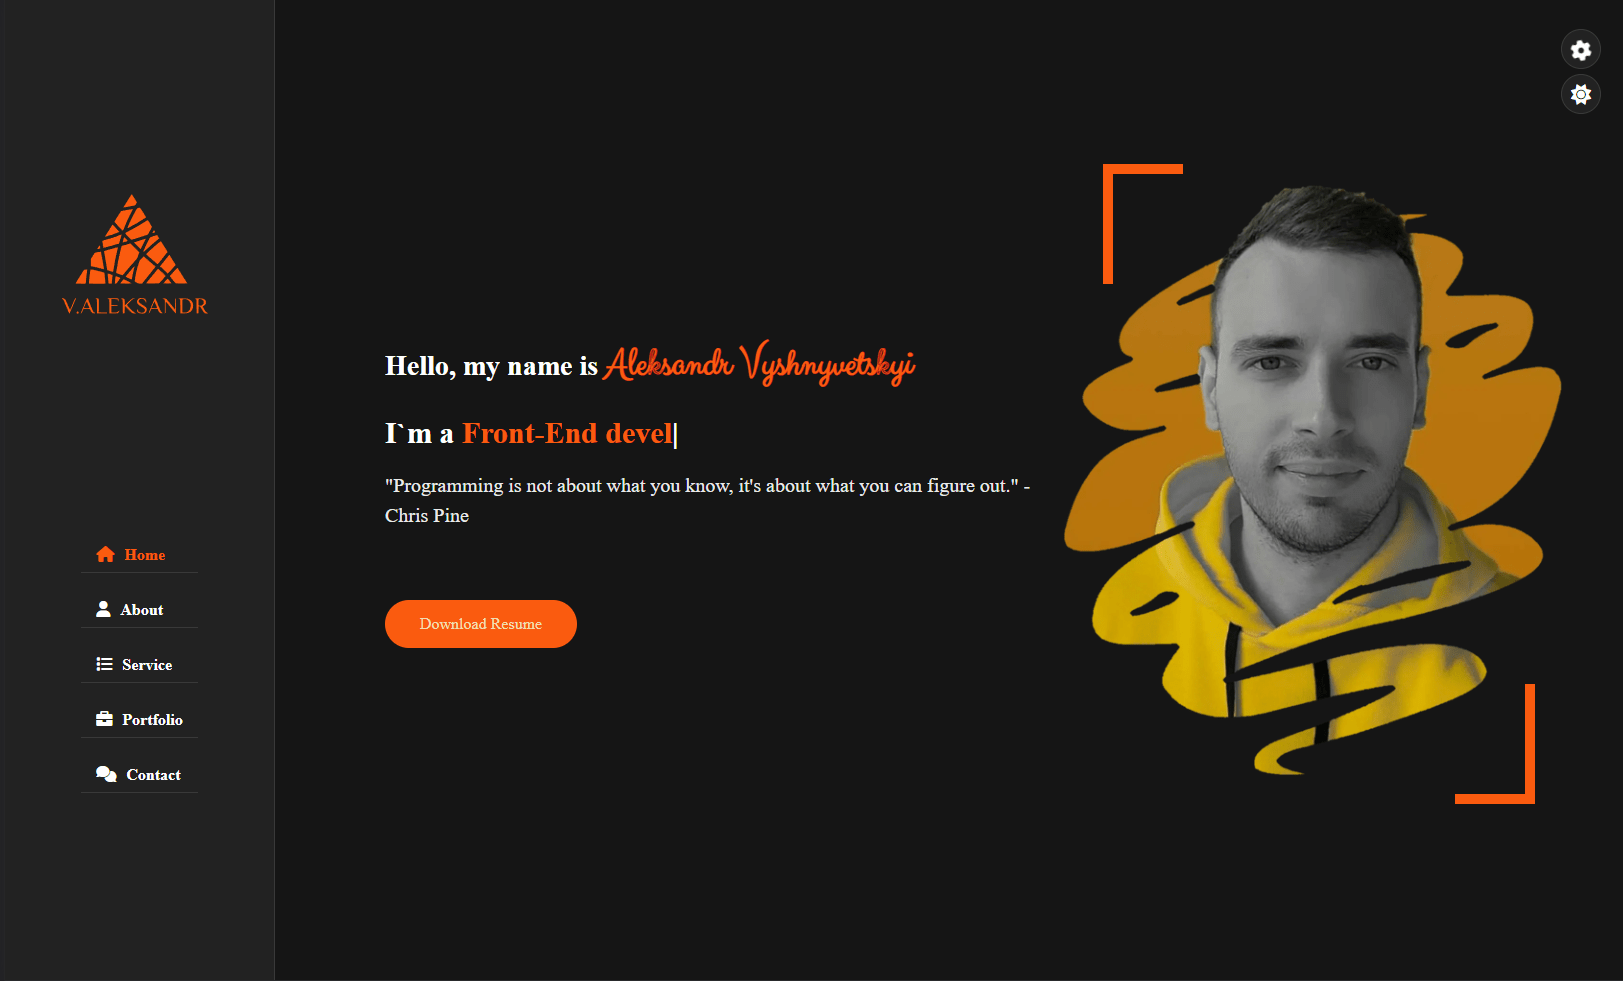 V.ALEKSANDR
Home
About
Service
Portfolio
Contact
Hello, my name is Aleksandr Vyshnyvetskyi
I`m a Front-End devel|
"Programming is not about what you know, it's about what you can figure out." -
Chris Pine
Download Resume